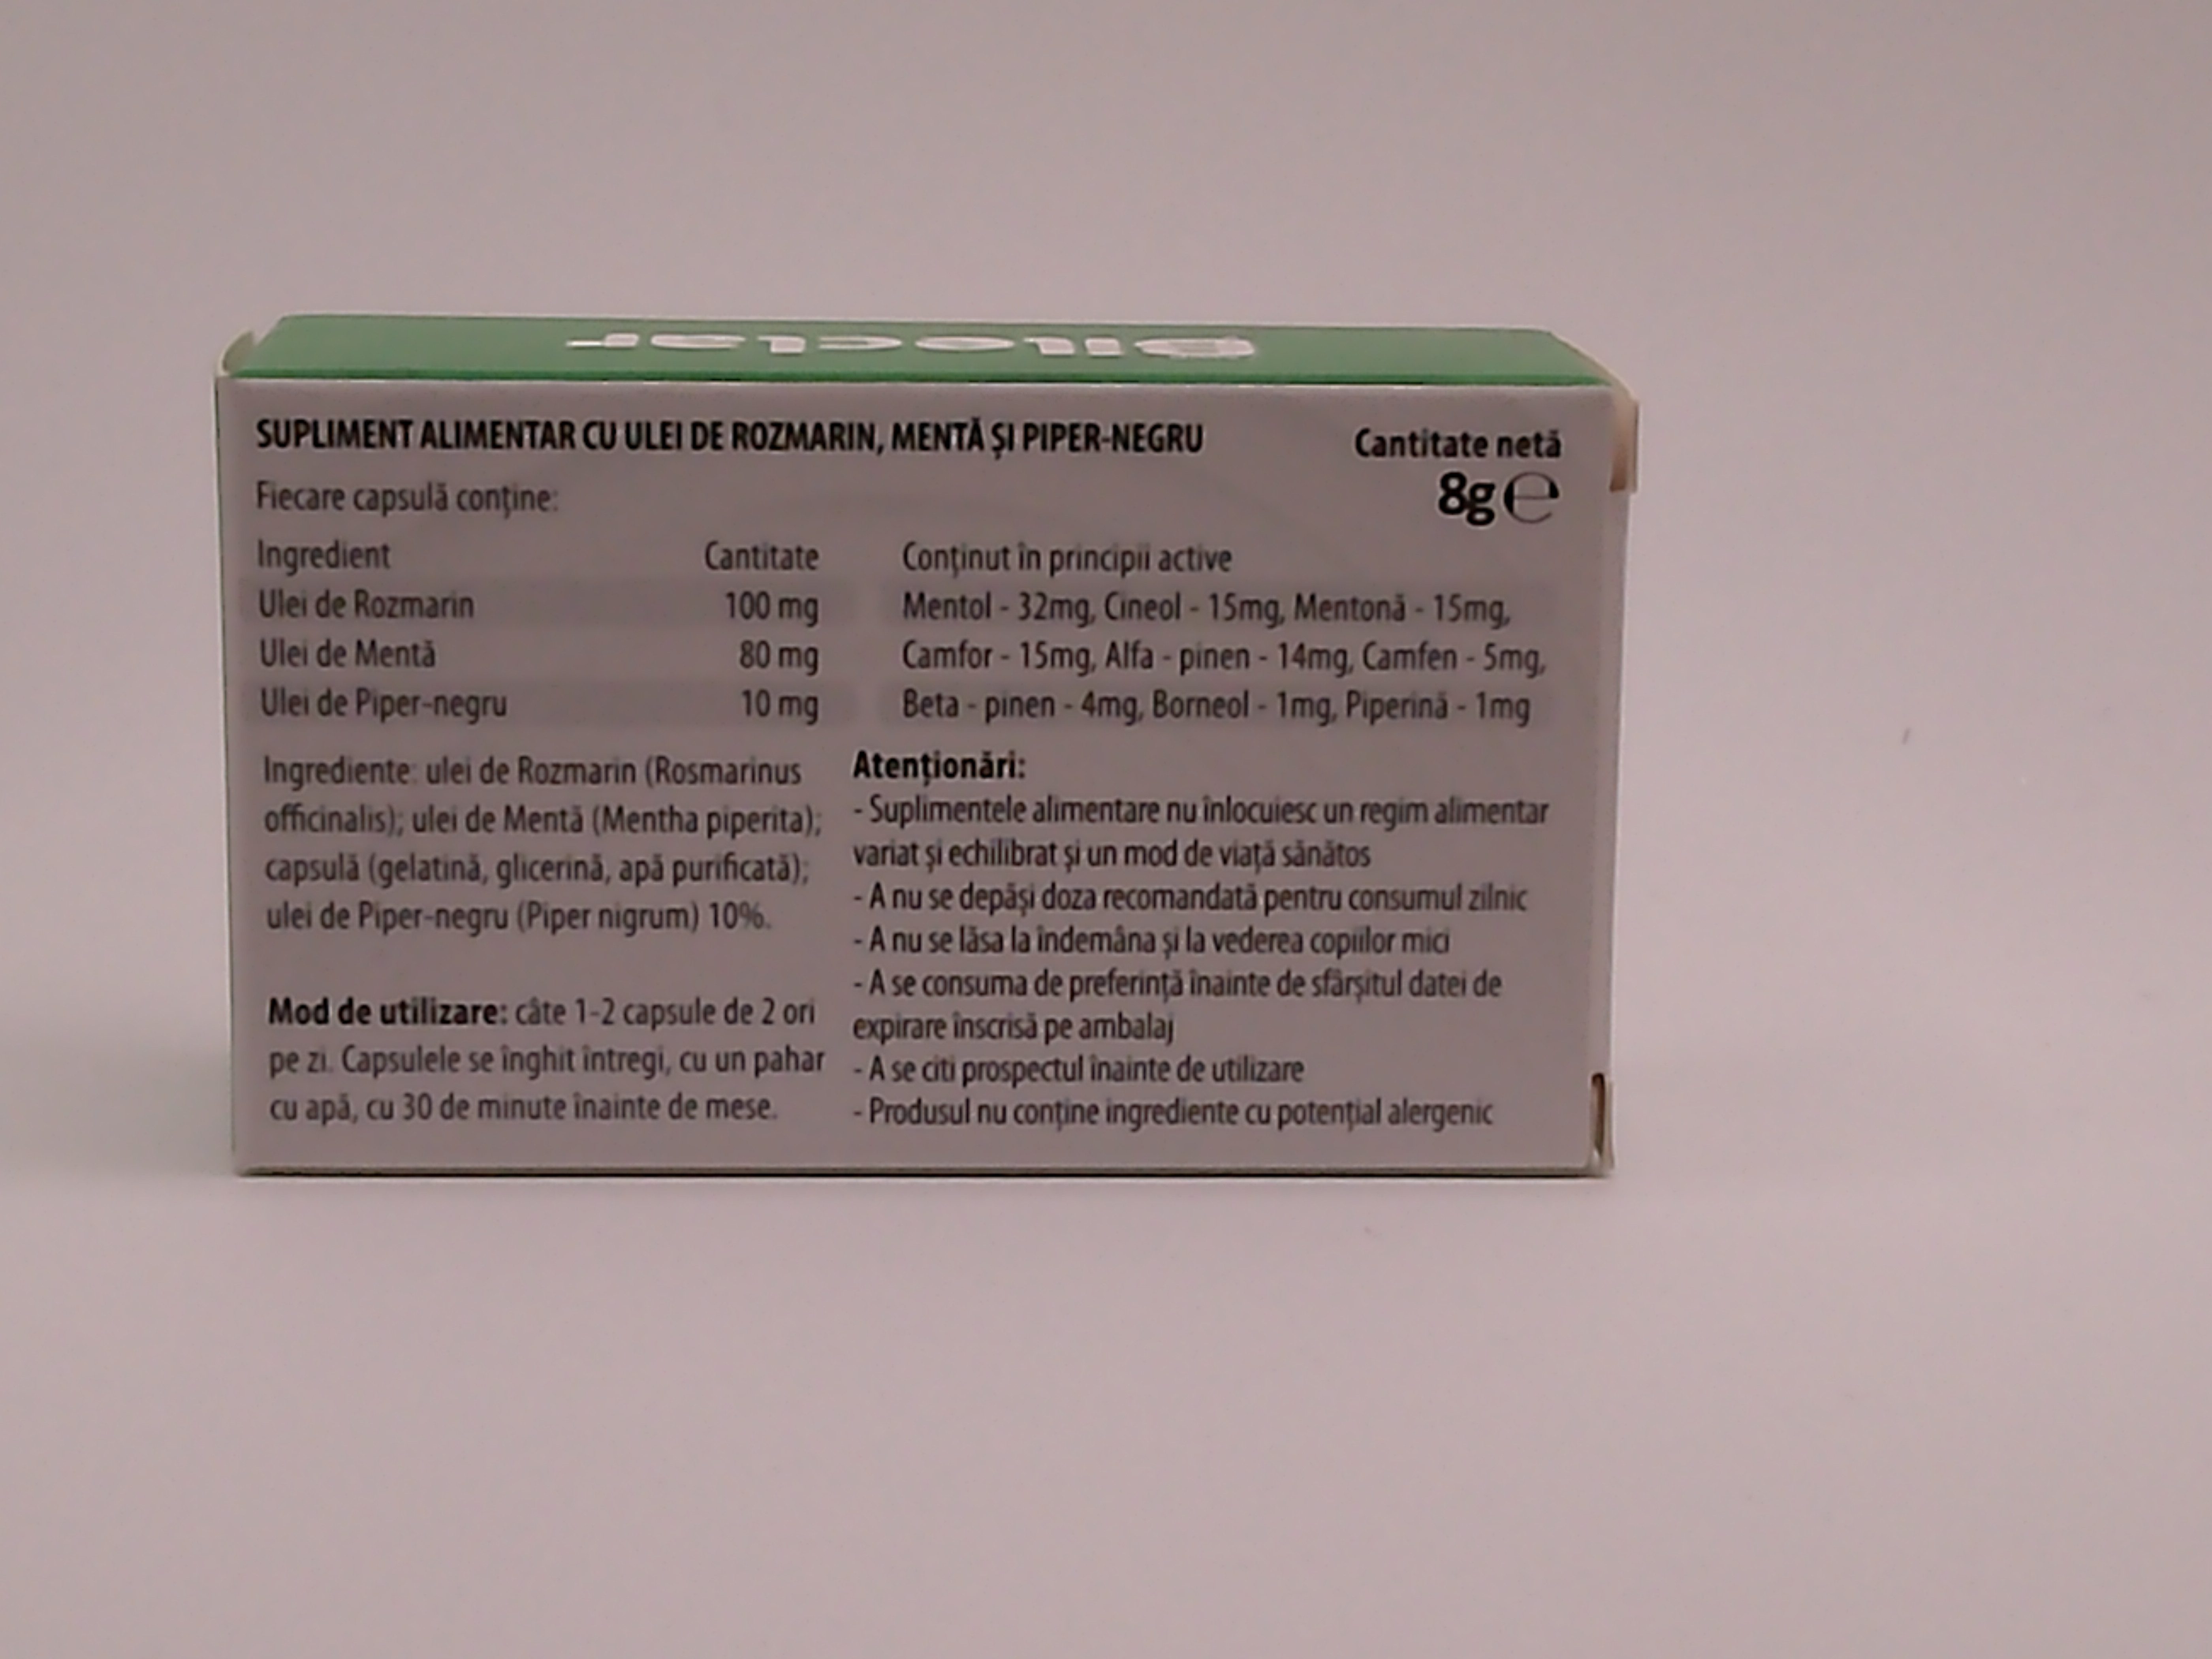 Biloclar
SUPLIMENT ALIMENTAR CU ULEI DE ROZMARIN, MENTĂ ȘI PIPER-NEGRU
Cantitate netă
8g ℮
Fiecare capsulă conține:
Ingredient Cantitate
Ulei de Rozmarin 100 mg
Ulei de Mentă 80 mg
Ulei de Piper-negru 10 mg
Conținut în principii active
Mentol - 32mg, Cineol - 15mg, Mentonă - 15mg,
Camfor - 15mg, Alfa - pinen - 14mg, Camfen - 5mg,
Beta - pinen - 4mg, Borneol - 1mg, Piperină - 1mg
Ingrediente: ulei de Rozmarin (Rosmarinus
officinalis); ulei de Mentă (Mentha piperita);
capsulă (gelatină, glicerină, apă purificată);
ulei de Piper-negru (Piper nigrum) 10%.
Mod de utilizare: câte 1-2 capsule de 2 ori
pe zi. Capsulele se înghit întregi, cu un pahar
cu apă, cu 30 de minute înainte de mese.
Atenționări:
- Suplimentele alimentare nu înlocuiesc un regim alimentar
variat și echilibrat și un mod de viață sănătos
- A nu se depăși doza recomandată pentru consumul zilnic
- A nu se lăsa la îndemâna și la vederea copiilor mici
- A se consuma de preferință înainte de sfârșitul datei de
expirare înscrisă pe ambalaj
- A se citi prospectul înainte de utilizare
- Produsul nu conține ingrediente cu potențial alergenic